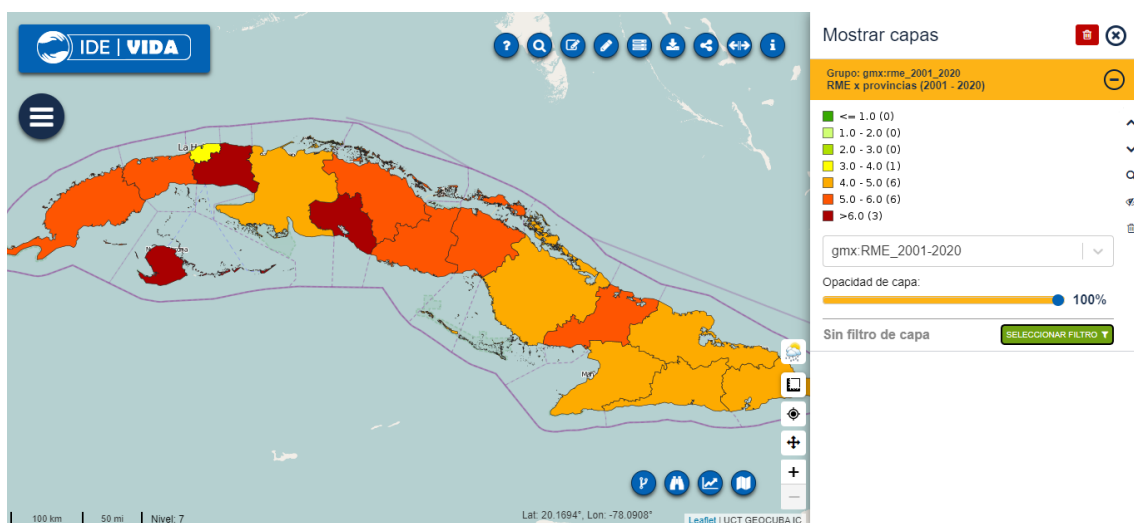 IDE | VIDA
?
i
La H
100 km
50 mi
Nivel: 7
Lat: 20.1694°, Lon: -78.0908°
+
−
Leaflet | UCT GEOCUBA IC
Mostrar capas
Grupo: gmx:rme_2001_2020
RME x provincias (2001 - 2020)
<= 1.0 (0)
1.0 - 2.0 (0)
2.0 - 3.0 (0)
3.0 - 4.0 (1)
4.0 - 5.0 (6)
5.0 - 6.0 (6)
>6.0 (3)
gmx:RME_2001-2020
Opacidad de capa:
100%
Sin filtro de capa
SELECCIONAR FILTRO